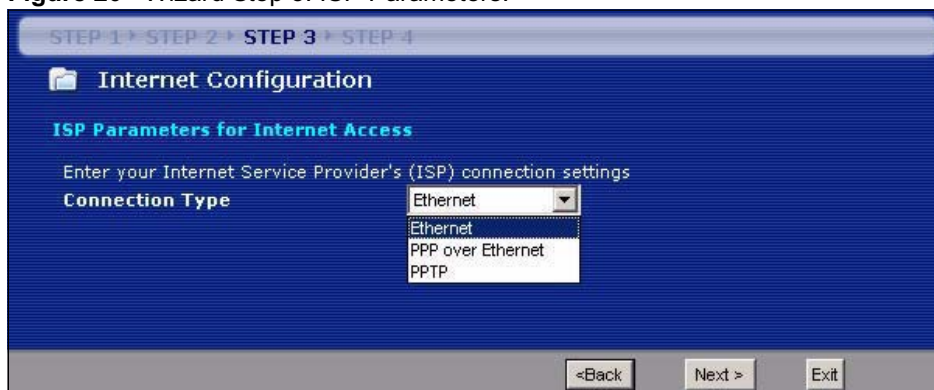 Figure Wizard Step ISP Parameters.
STEP 1 STEP 2 STEP 3 STEP 4
Internet Configuration
ISP Parameters for Internet Access
Enter your Internet Service Provider's (ISP) connection settings
Connection Type Ethernet
Ethernet
PPP over Ethernet
PPTP
<Back Next > Exit